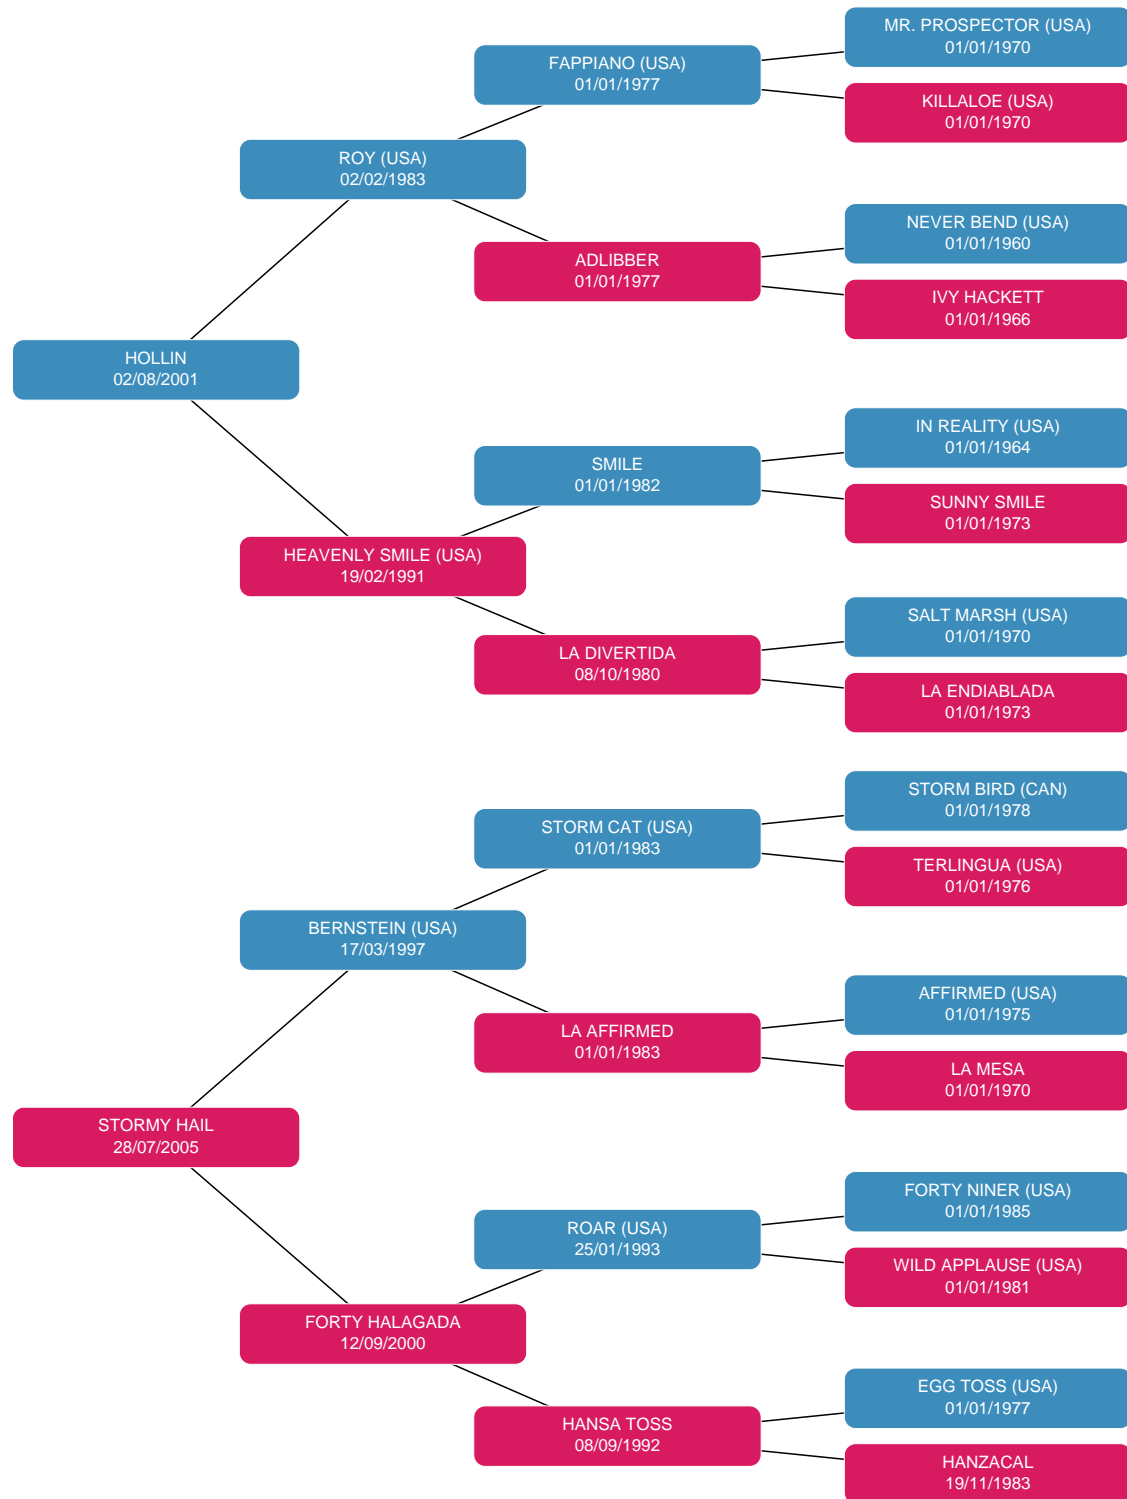 MR. PROSPECTOR (USA)
01/01/1970
FAPPIANO (USA)
01/01/1977
KILLALOE (USA)
01/01/1970
ROY (USA)
02/02/1983
NEVER BEND (USA)
01/01/1960
ADLIBBER
01/01/1977
IVY HACKETT
01/01/1966
HOLLIN
02/08/2001
IN REALITY (USA)
01/01/1964
SMILE
01/01/1982
SUNNY SMILE
01/01/1973
HEAVENLY SMILE (USA)
19/02/1991
SALT MARSH (USA)
01/01/1970
LA DIVERTIDA
08/10/1980
LA ENDIABLADA
01/01/1973
STORM BIRD (CAN)
01/01/1978
STORM CAT (USA)
01/01/1983
TERLINGUA (USA)
01/01/1976
BERNSTEIN (USA)
17/03/1997
AFFIRMED (USA)
01/01/1975
LA AFFIRMED
01/01/1983
LA MESA
01/01/1970
STORMY HAIL
28/07/2005
FORTY NINER (USA)
01/01/1985
ROAR (USA)
25/01/1993
WILD APPLAUSE (USA)
01/01/1981
FORTY HALAGADA
12/09/2000
EGG TOSS (USA)
01/01/1977
HANSA TOSS
08/09/1992
HANZACAL
19/11/1983